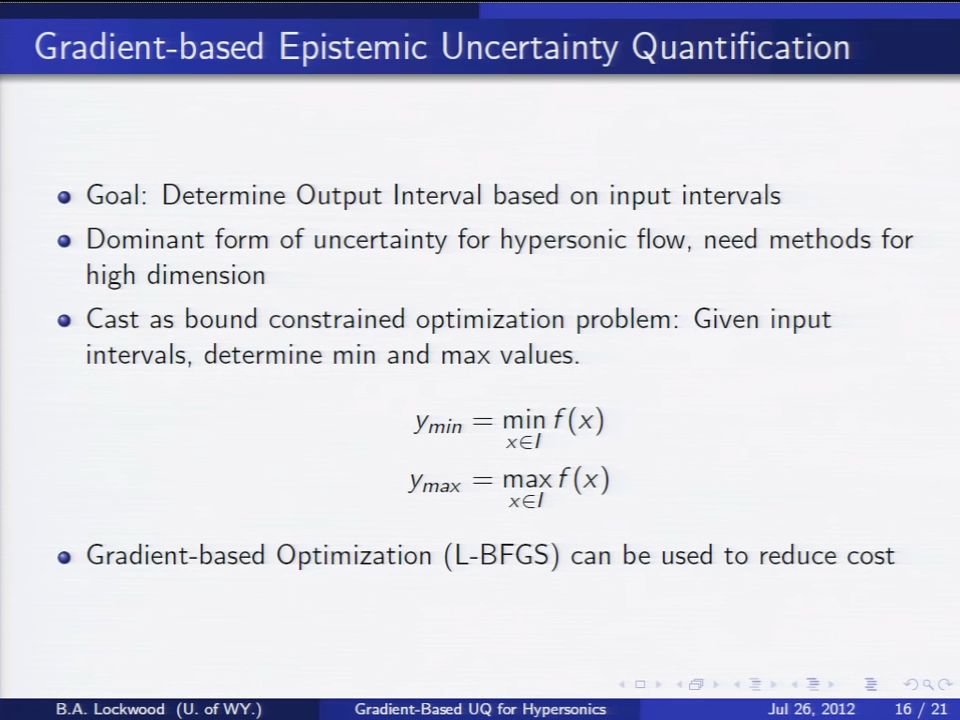 Gradient-based Epistemic Uncertainty Quantification
Goal: Determine Output Interval based on input intervals
Dominant form of uncertainty for hypersonic flow, need methods for
high dimension
Cast as bound constrained optimization problem: Given input
intervals, determine min and max values.
y_min = min f(x)
x∈I
y_max = max f(x)
x∈I
Gradient-based Optimization (L-BFGS) can be used to reduce cost
B.A. Lockwood (U. of WY.) Gradient-Based UQ for Hypersonics Jul 26, 2012 16 / 21